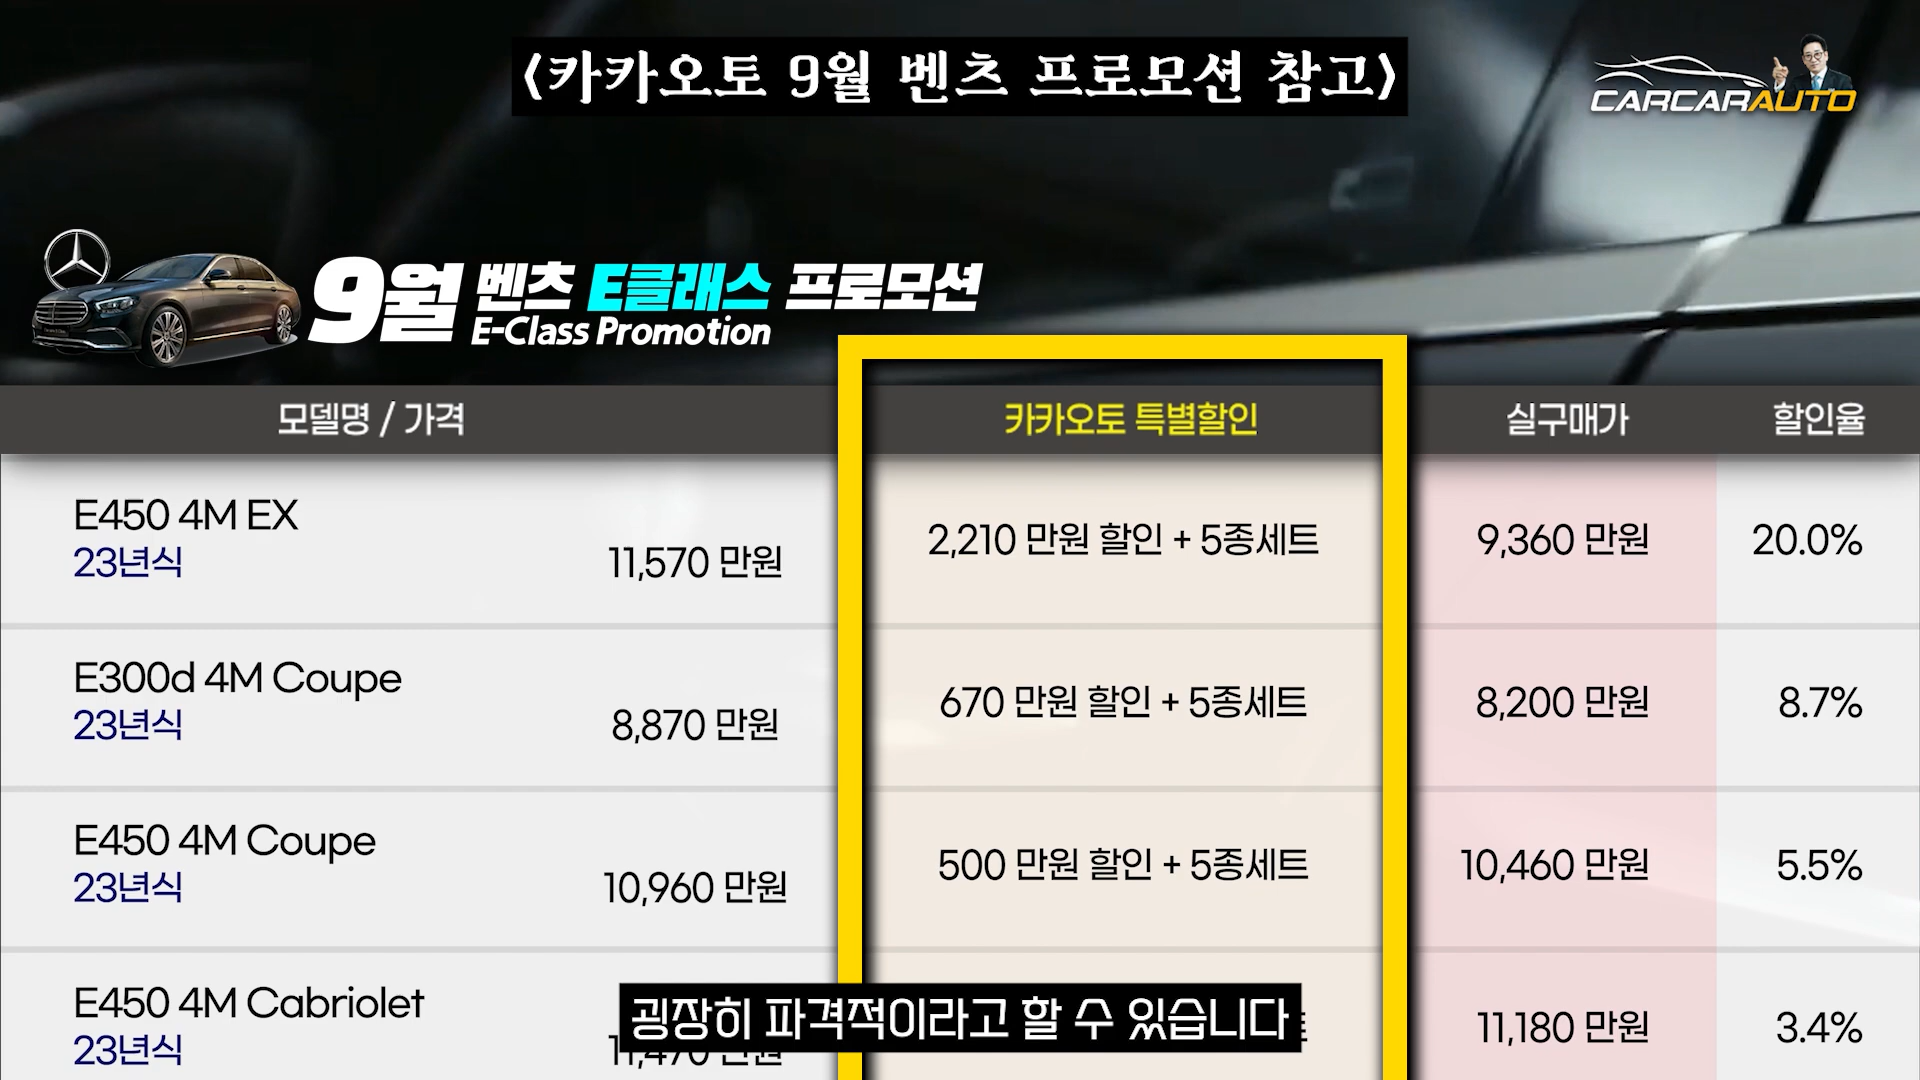 <카카오토 9월 벤츠 프로모션 참고>
CARCARAUTO
9월 벤츠 E클래스 프로모션
E-Class Promotion
모델명 / 가격 카카오토 특별할인 실구매가 할인율
E450 4M EX
23년식 11,570 만원 2,210 만원 할인 + 5종세트 9,360 만원 20.0%
E300d 4M Coupe
23년식 8,870 만원 670 만원 할인 + 5종세트 8,200 만원 8.7%
E450 4M Coupe
23년식 10,960 만원 500 만원 할인 + 5종세트 10,460 만원 5.5%
E450 4M Cabriolet
23년식 11,180 만원 3.4%
굉장히 파격적이라고 할 수 있습니다